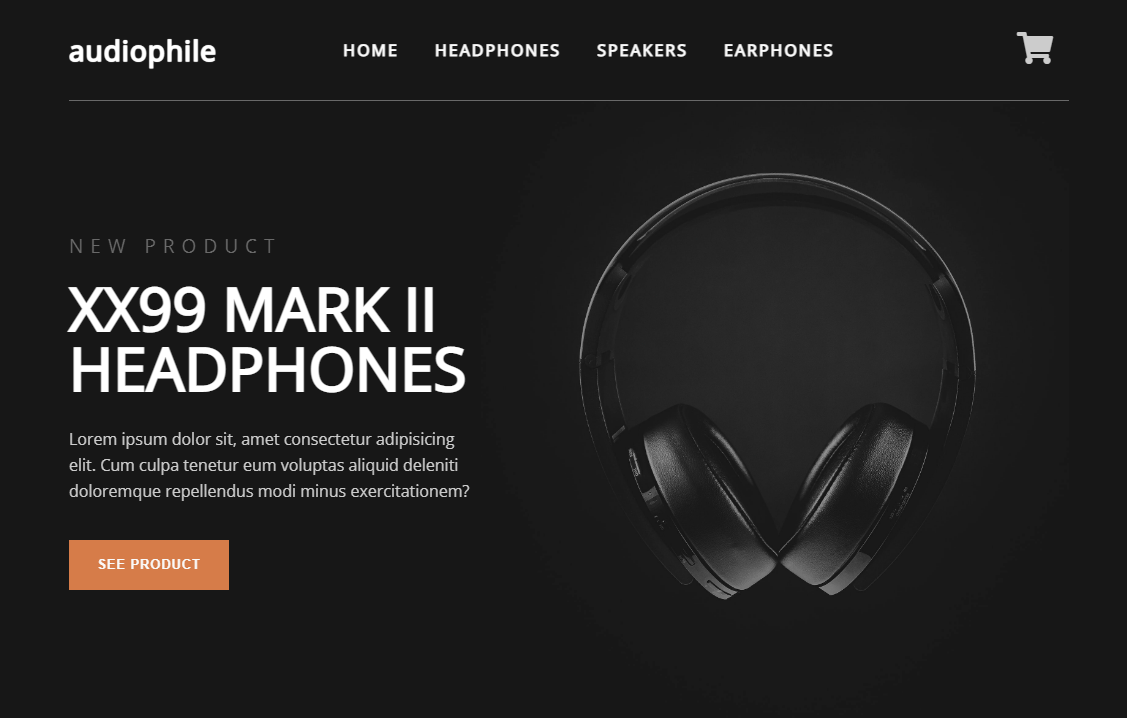 audiophile
HOME HEADPHONES SPEAKERS EARPHONES
NEW PRODUCT
XX99 MARK II
HEADPHONES
Lorem ipsum dolor sit, amet consectetur adipisicing
elit. Cum culpa tenetur eum voluptas aliquid deleniti
doloremque repellendus modi minus exercitationem?
SEE PRODUCT